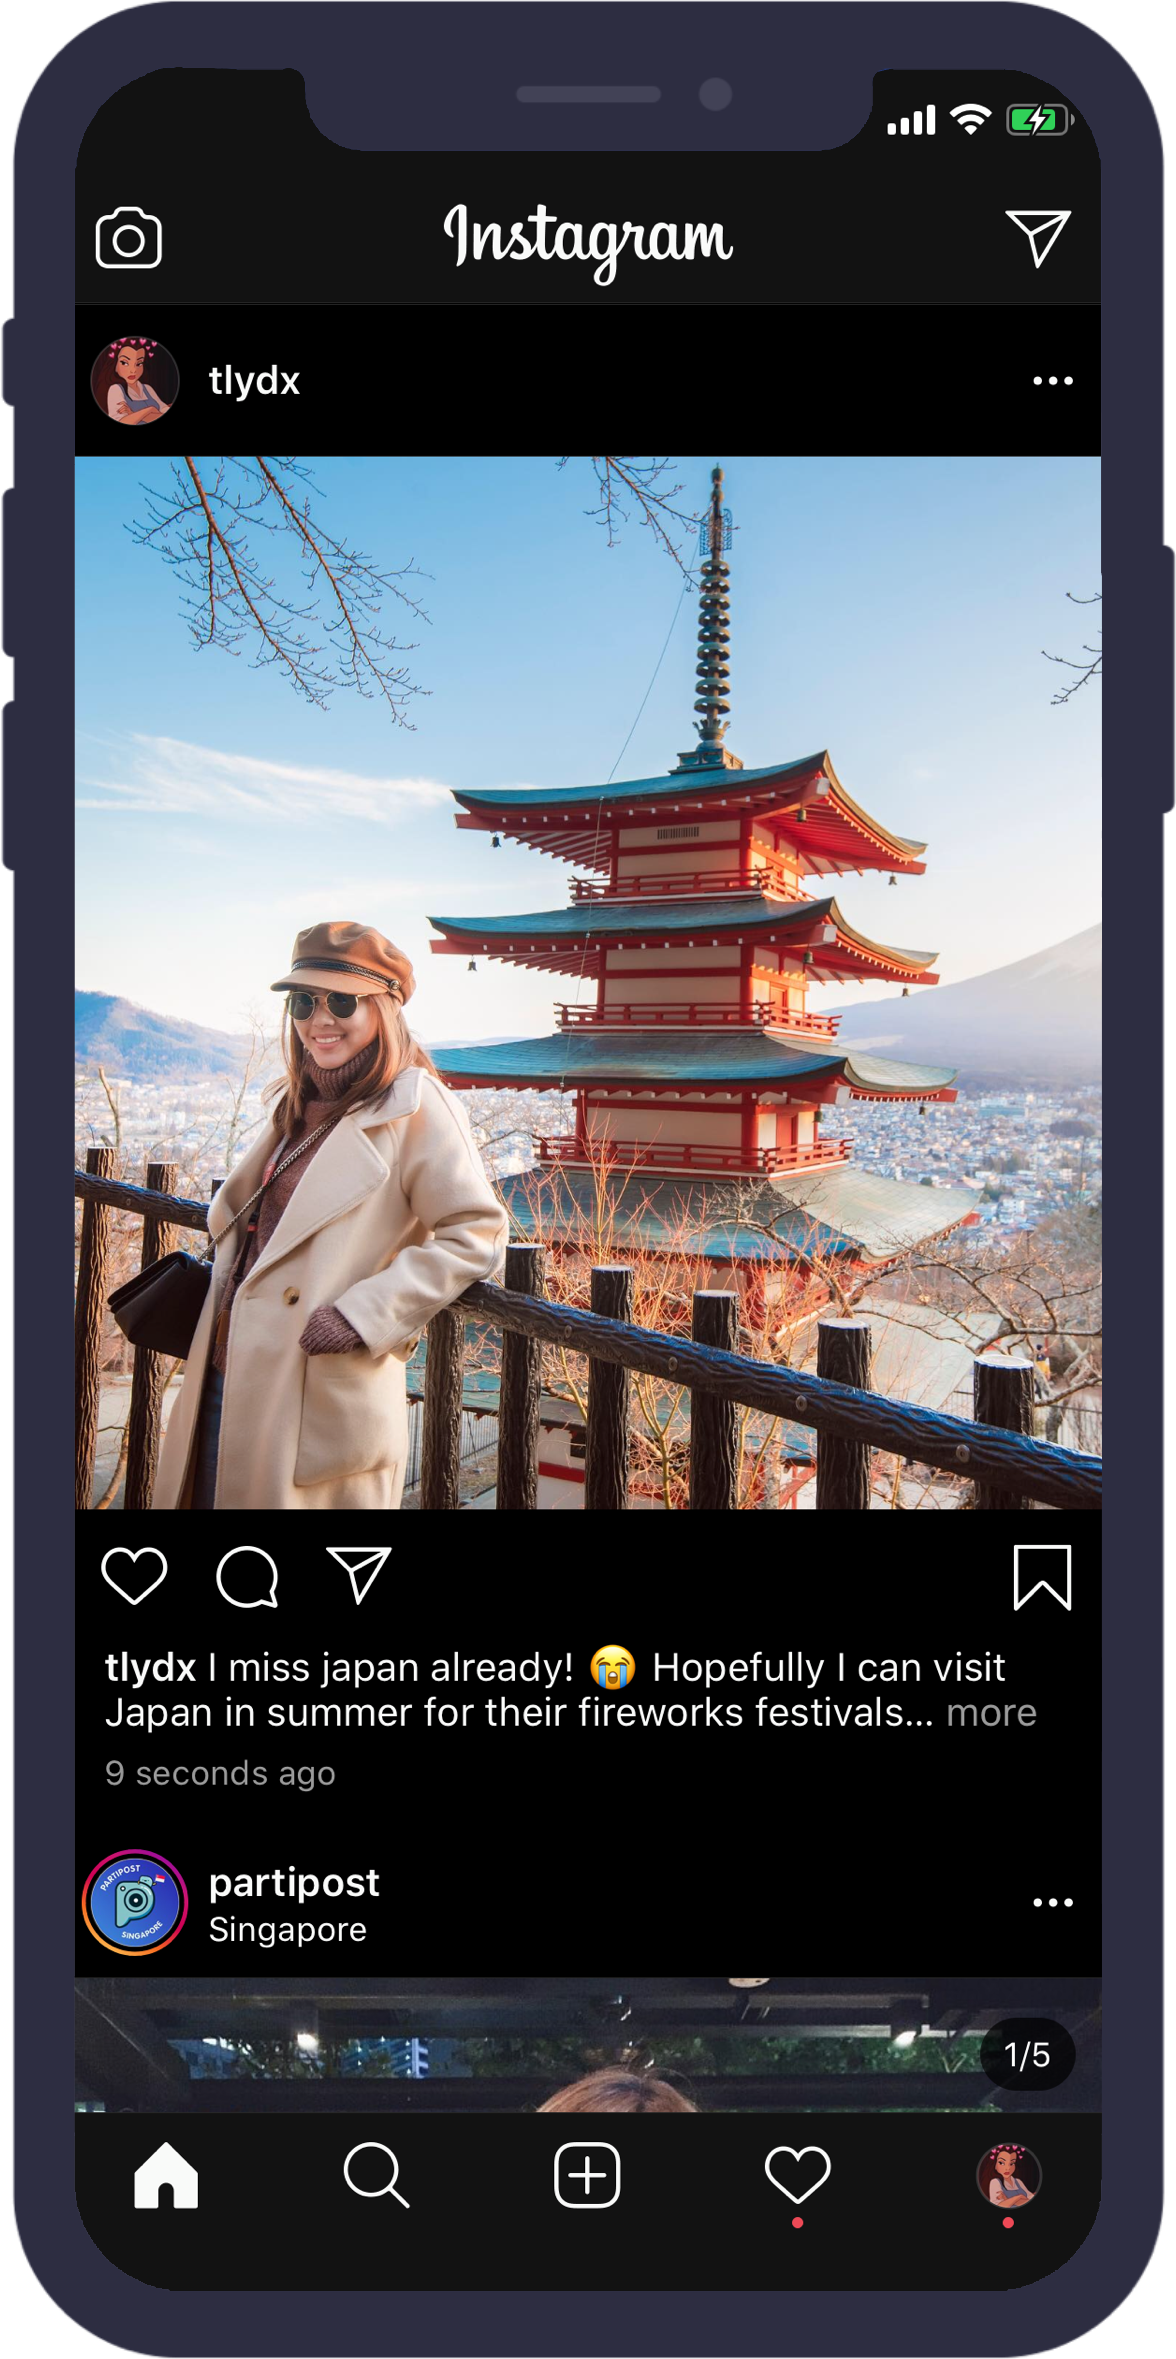 Instagram
tlydx
tlydx I miss japan already! 😭 Hopefully I can visit
Japan in summer for their fireworks festivals... more
9 seconds ago
PARTIPOST
SINGAPORE
partipost
Singapore
1/5